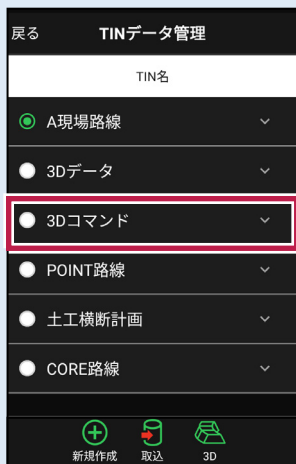 戻る TINデータ管理
TIN名
A現場路線
3Dデータ
3Dコマンド
POINT路線
土工横断計画
CORE路線
新規作成 取込 3D